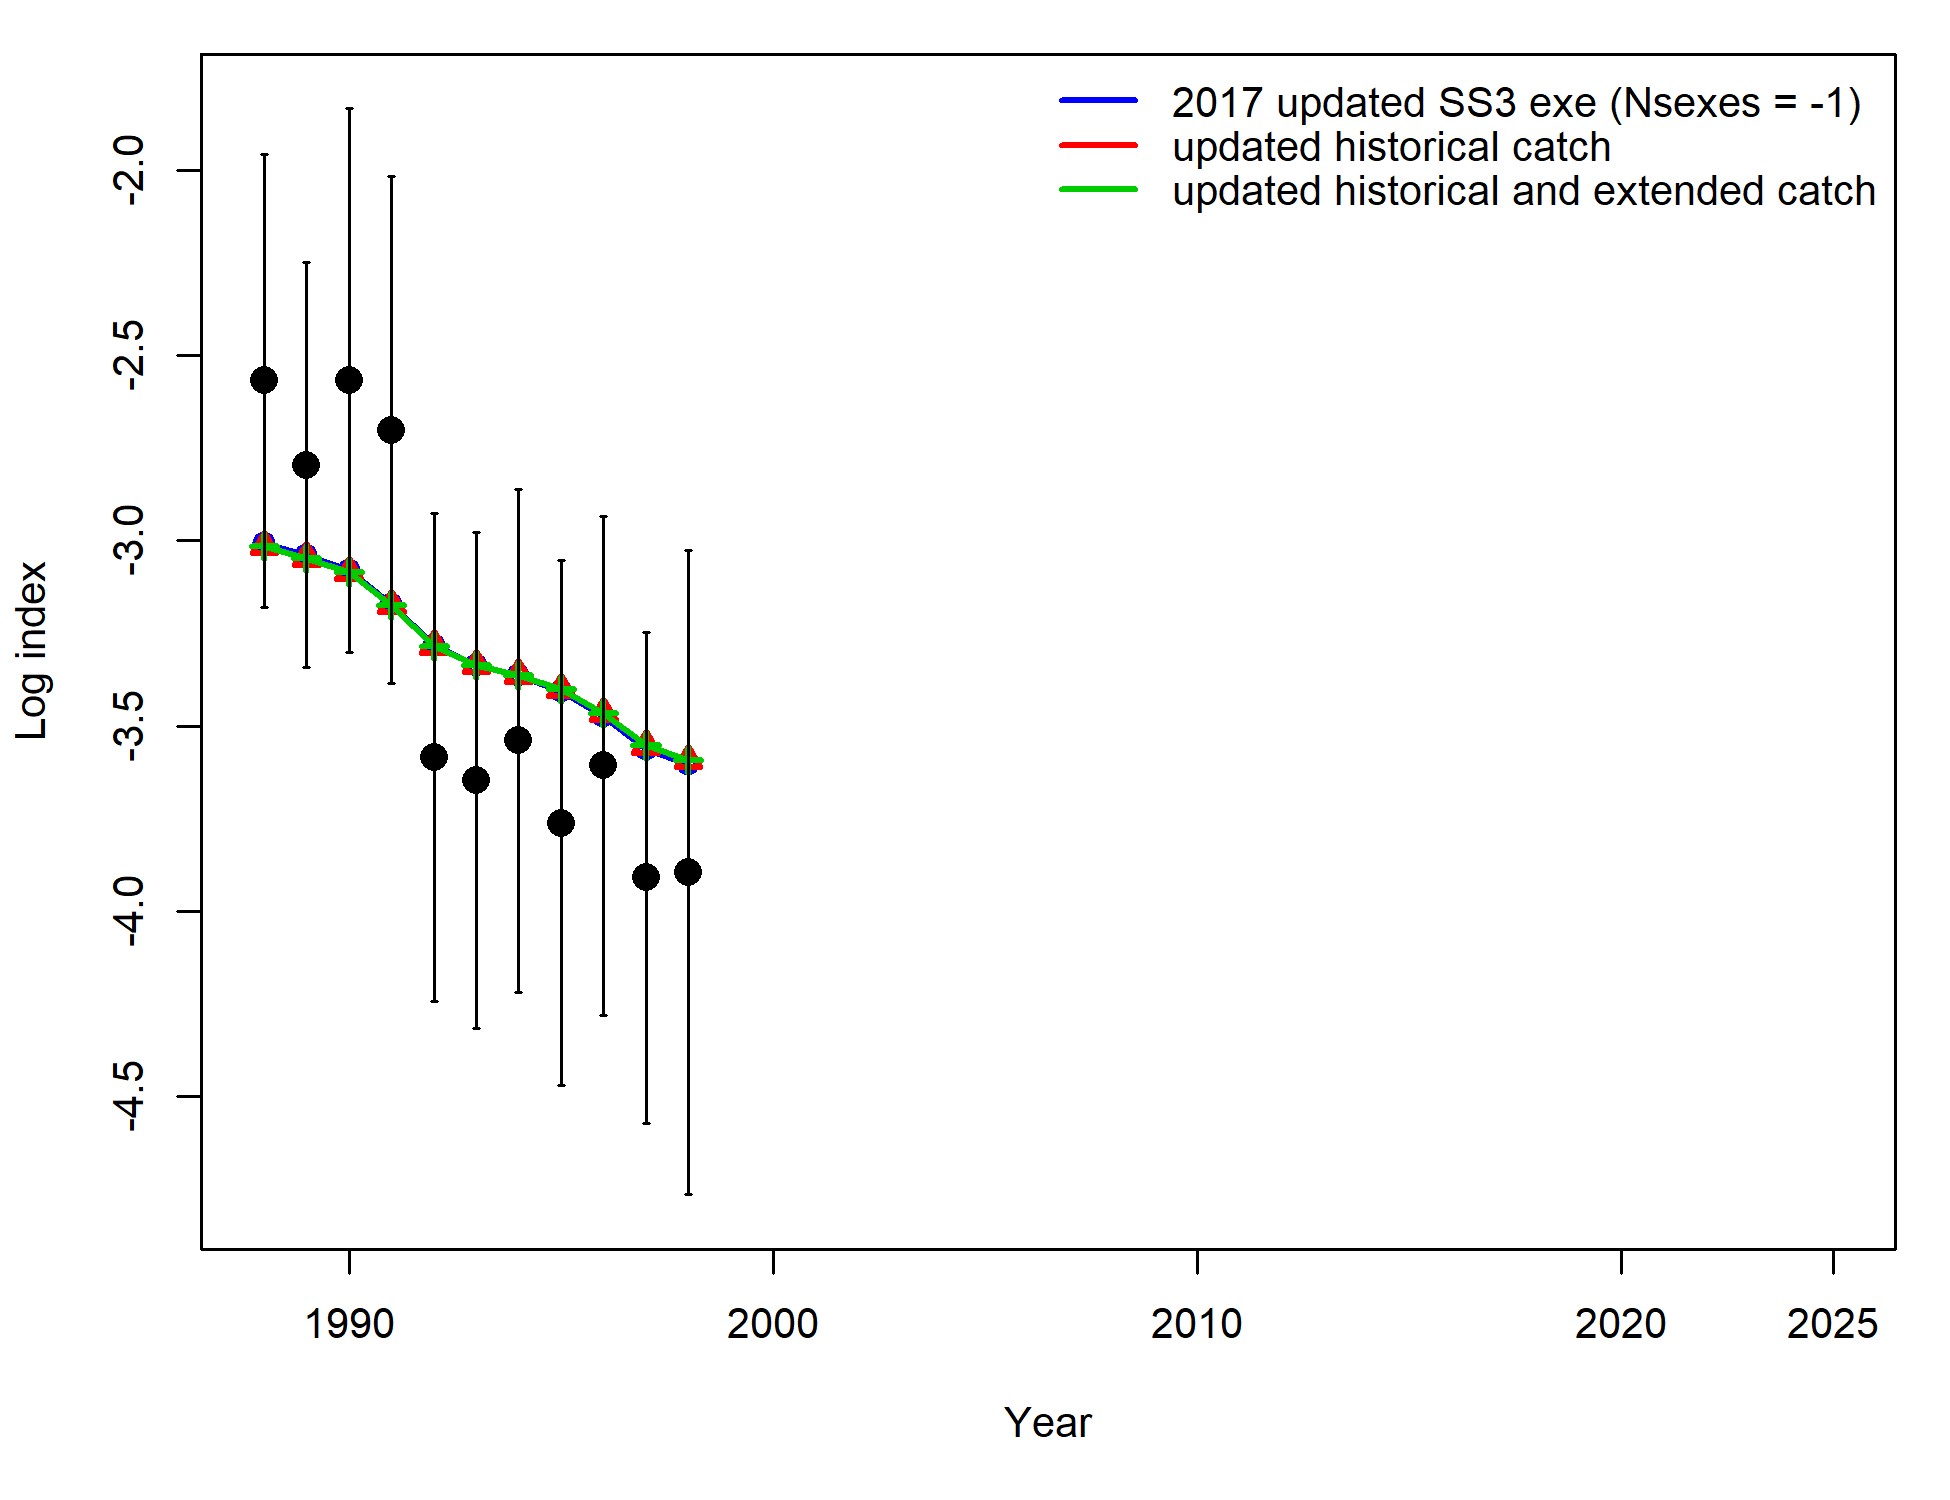 2017 updated SS3 exe (Nsexes = -1)
updated historical catch
updated historical and extended catch
Log index
-2.0
-2.5
-3.0
-3.5
-4.0
-4.5
1990 2000 2010 2020 2025
Year